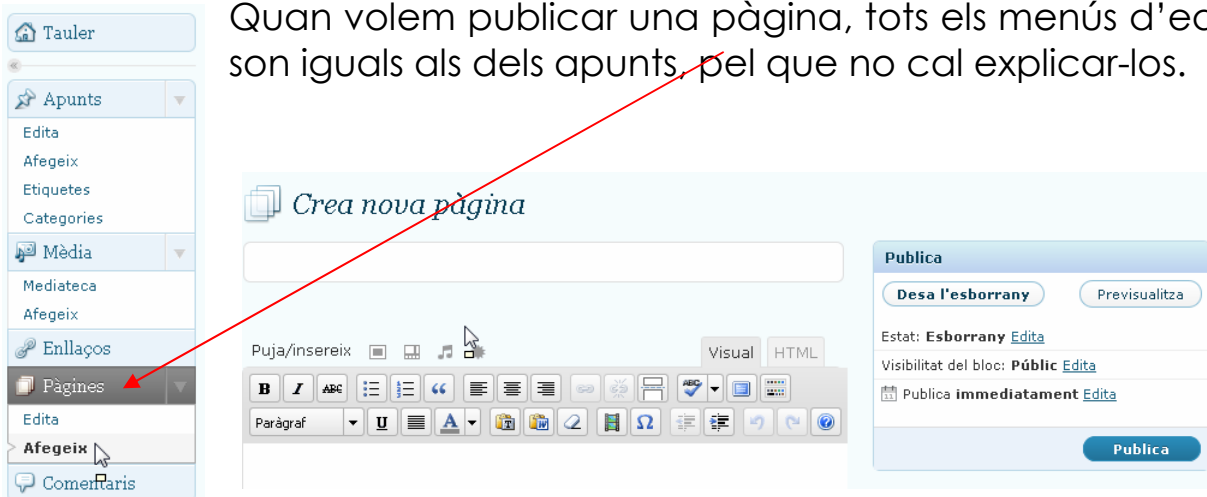 Quan volem publicar una pàgina, tots els menús d’ed
son iguals als dels apunts, pel que no cal explicar-los.
Tauler
Apunts
Edita
Afegeix
Etiquetes
Categories
Mèdia
Mediateca
Afegeix
Enllaços
Pàgines
Edita
Afegeix
Comentaris
Crea nova pàgina
Puja/insereix
Visual HTML
B I ABC
Paràgraf U A
Publica
Desa l'esborrany Previsualitza
Estat: Esborrany Edita
Visibilitat del bloc: Públic Edita
Publica immediatament Edita
Publica